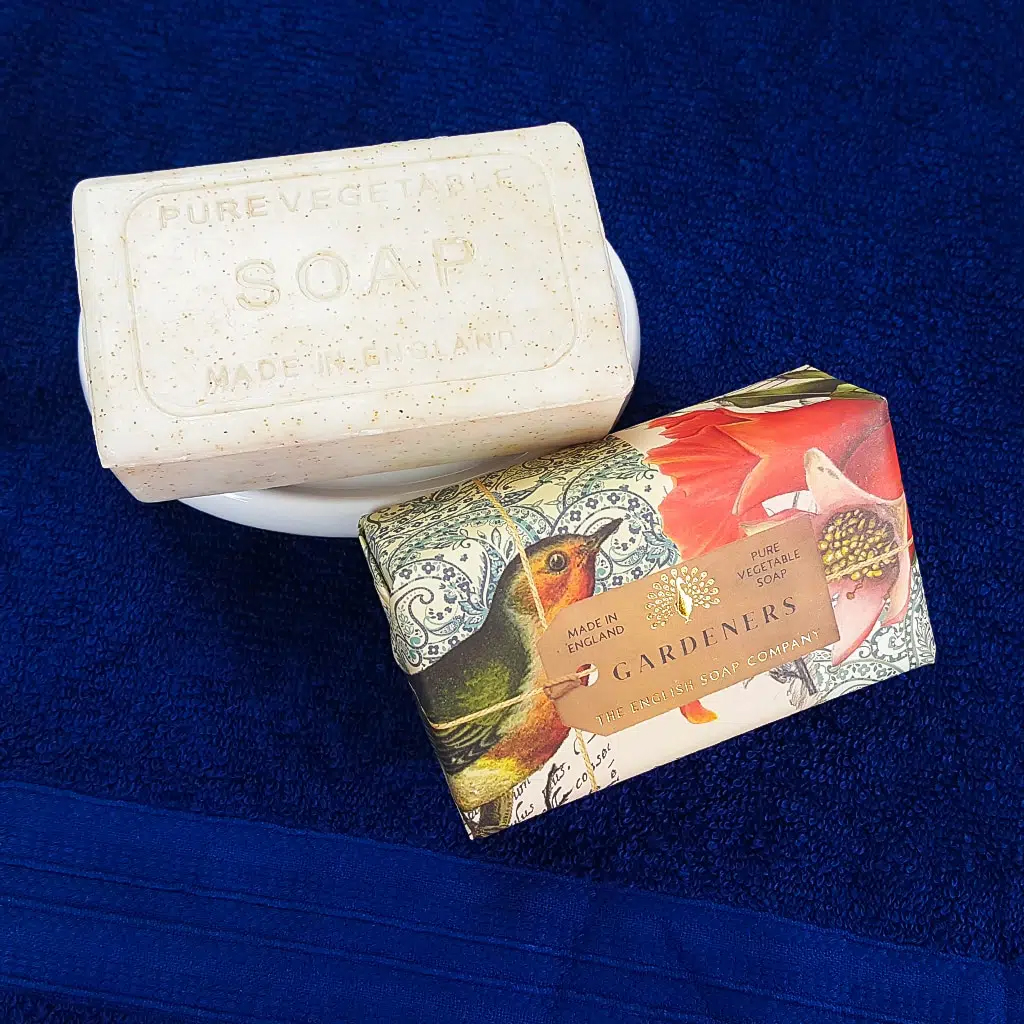 PURE VEGETABLE
SOAP
MADE IN ENGLAND
MADE IN
ENGLAND
PURE
VEGETABLE
SOAP
GARDENERS
THE ENGLISH SOAP COMPANY